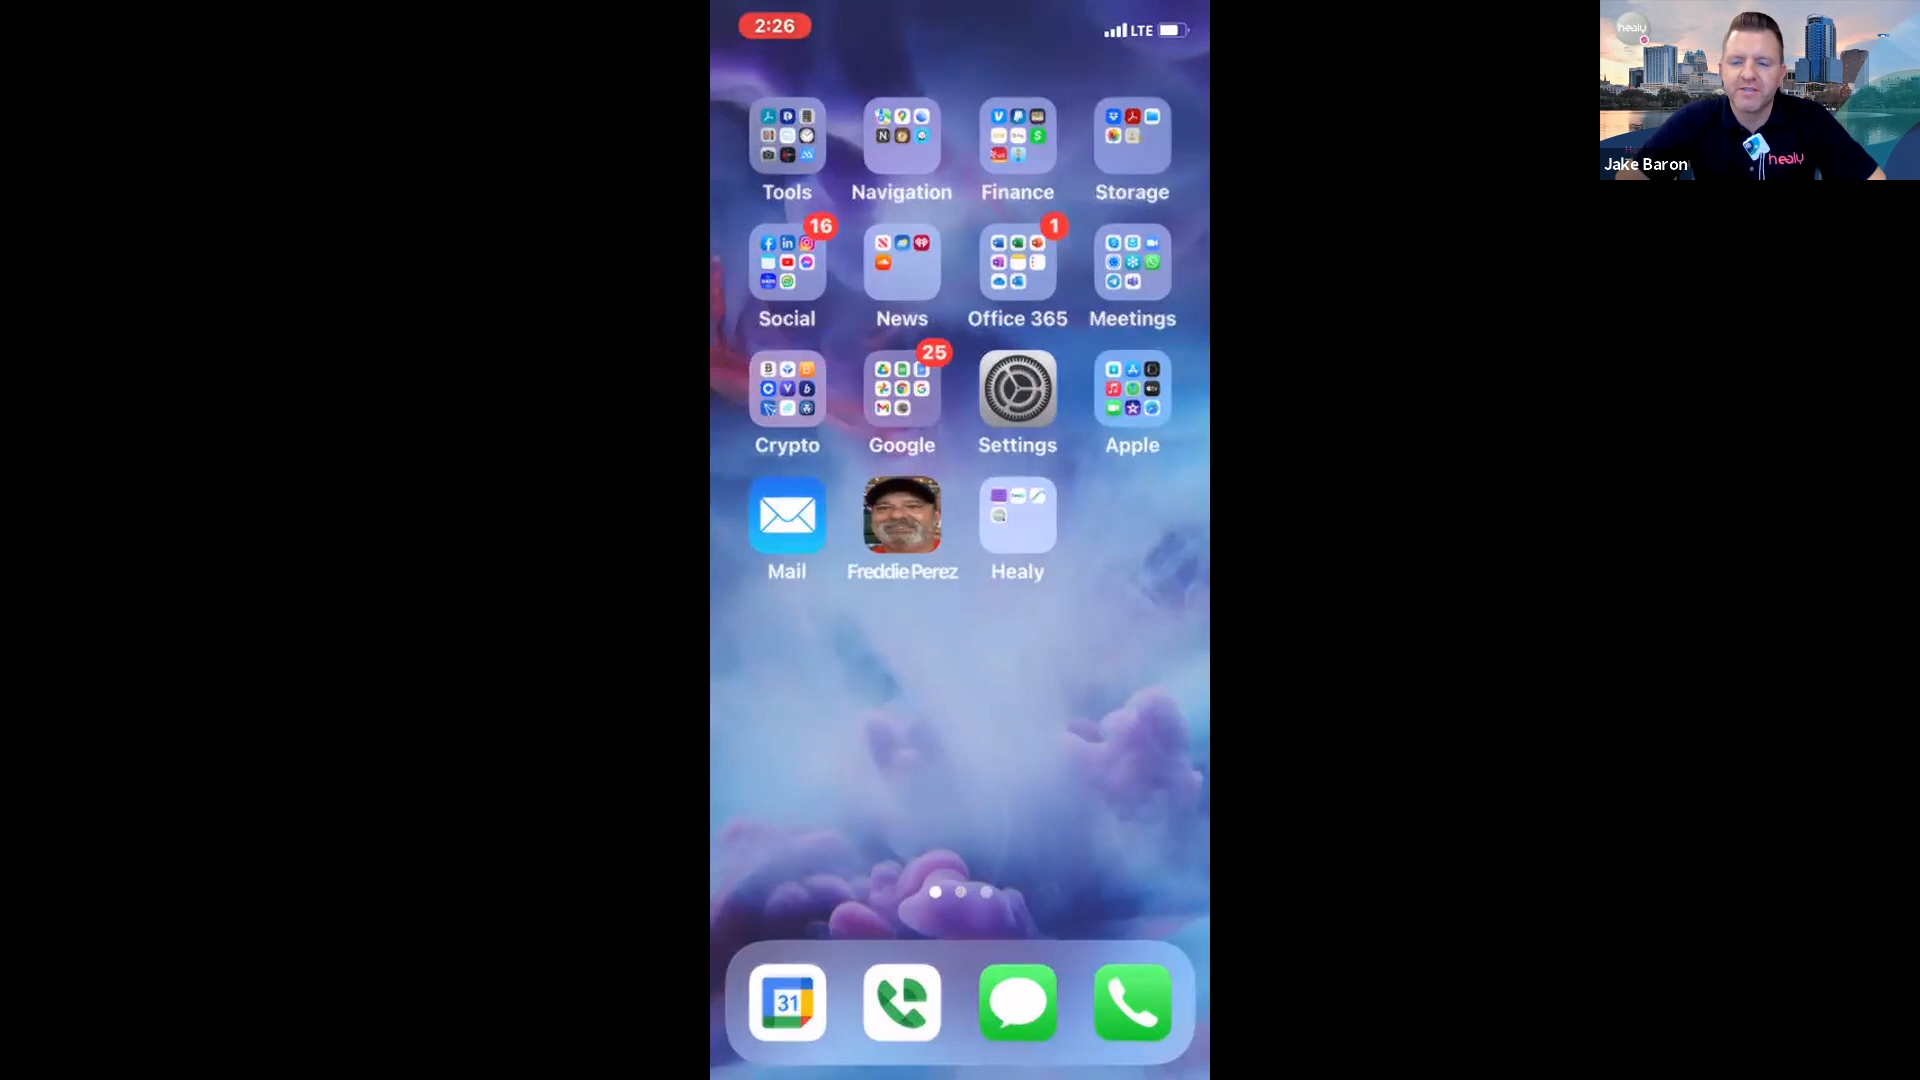 2:26
LTE
healy
healy
Jake Baron
Tools
Navigation
Finance
Storage
16
1
Social
News
Office 365
Meetings
25
Crypto
Google
Settings
Apple
Mail
Freddie Perez
Healy
31